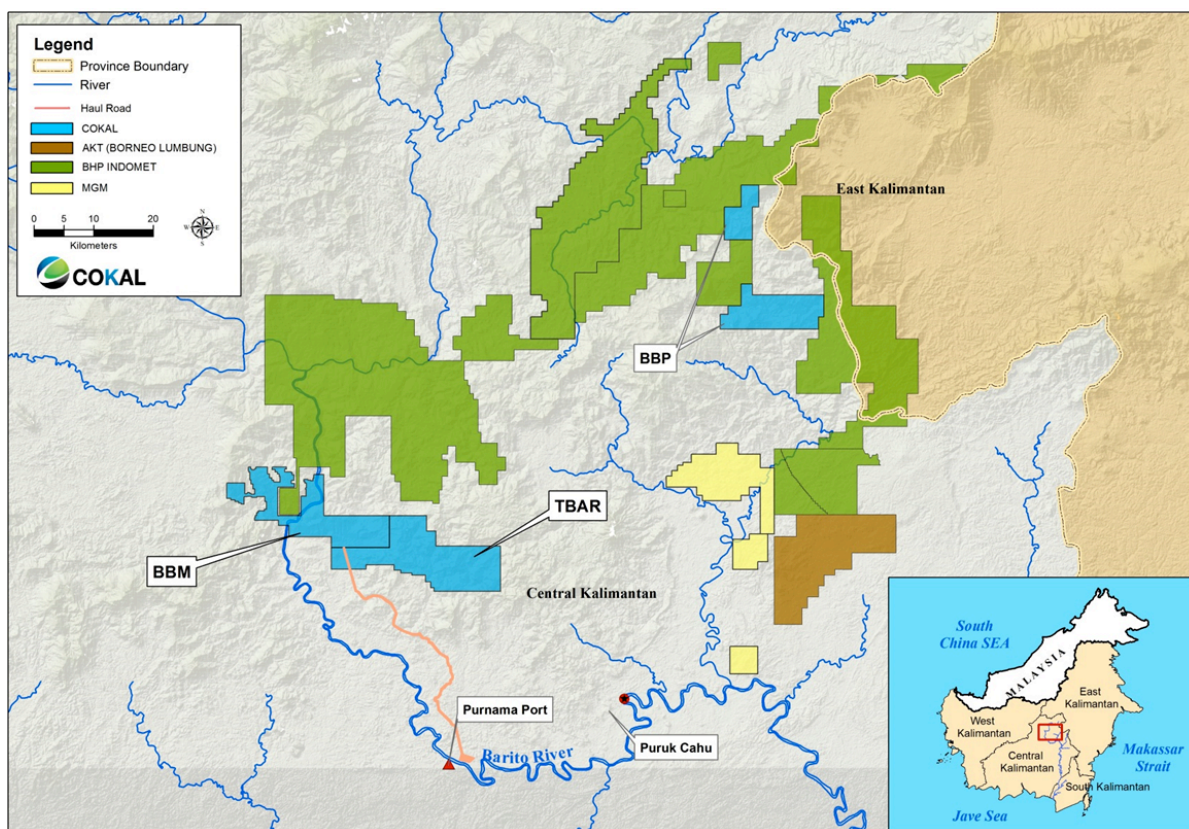 Legend
Province Boundary
River
Haul Road
COKAL
AKT (BORNEO LUMBUNG)
BHP INDOMET
MGM
0 5 10 20
Kilometers
N
W E
S
COKAL
East Kalimantan
BBP
TBAR
BBM
Central Kalimantan
Purnama Port
Puruk Cahu
Barito River
South
China SEA
MALAYSIA
East
Kalimantan
West
Kalimantan
Central
Kalimantan
Makassar
Strait
South Kalimantan
Jave Sea